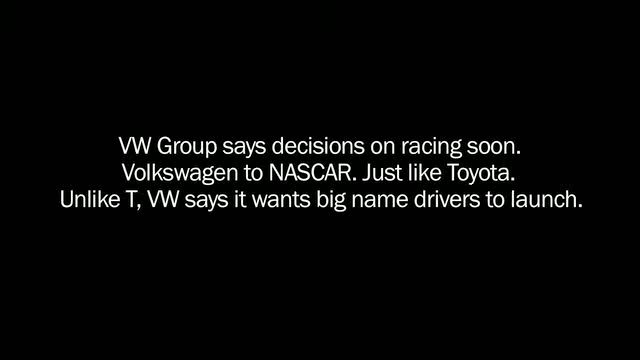 VW Group says decisions on racing soon.
Volkswagen to NASCAR. Just like Toyota.
Unlike T, VW says it wants big name drivers to launch.